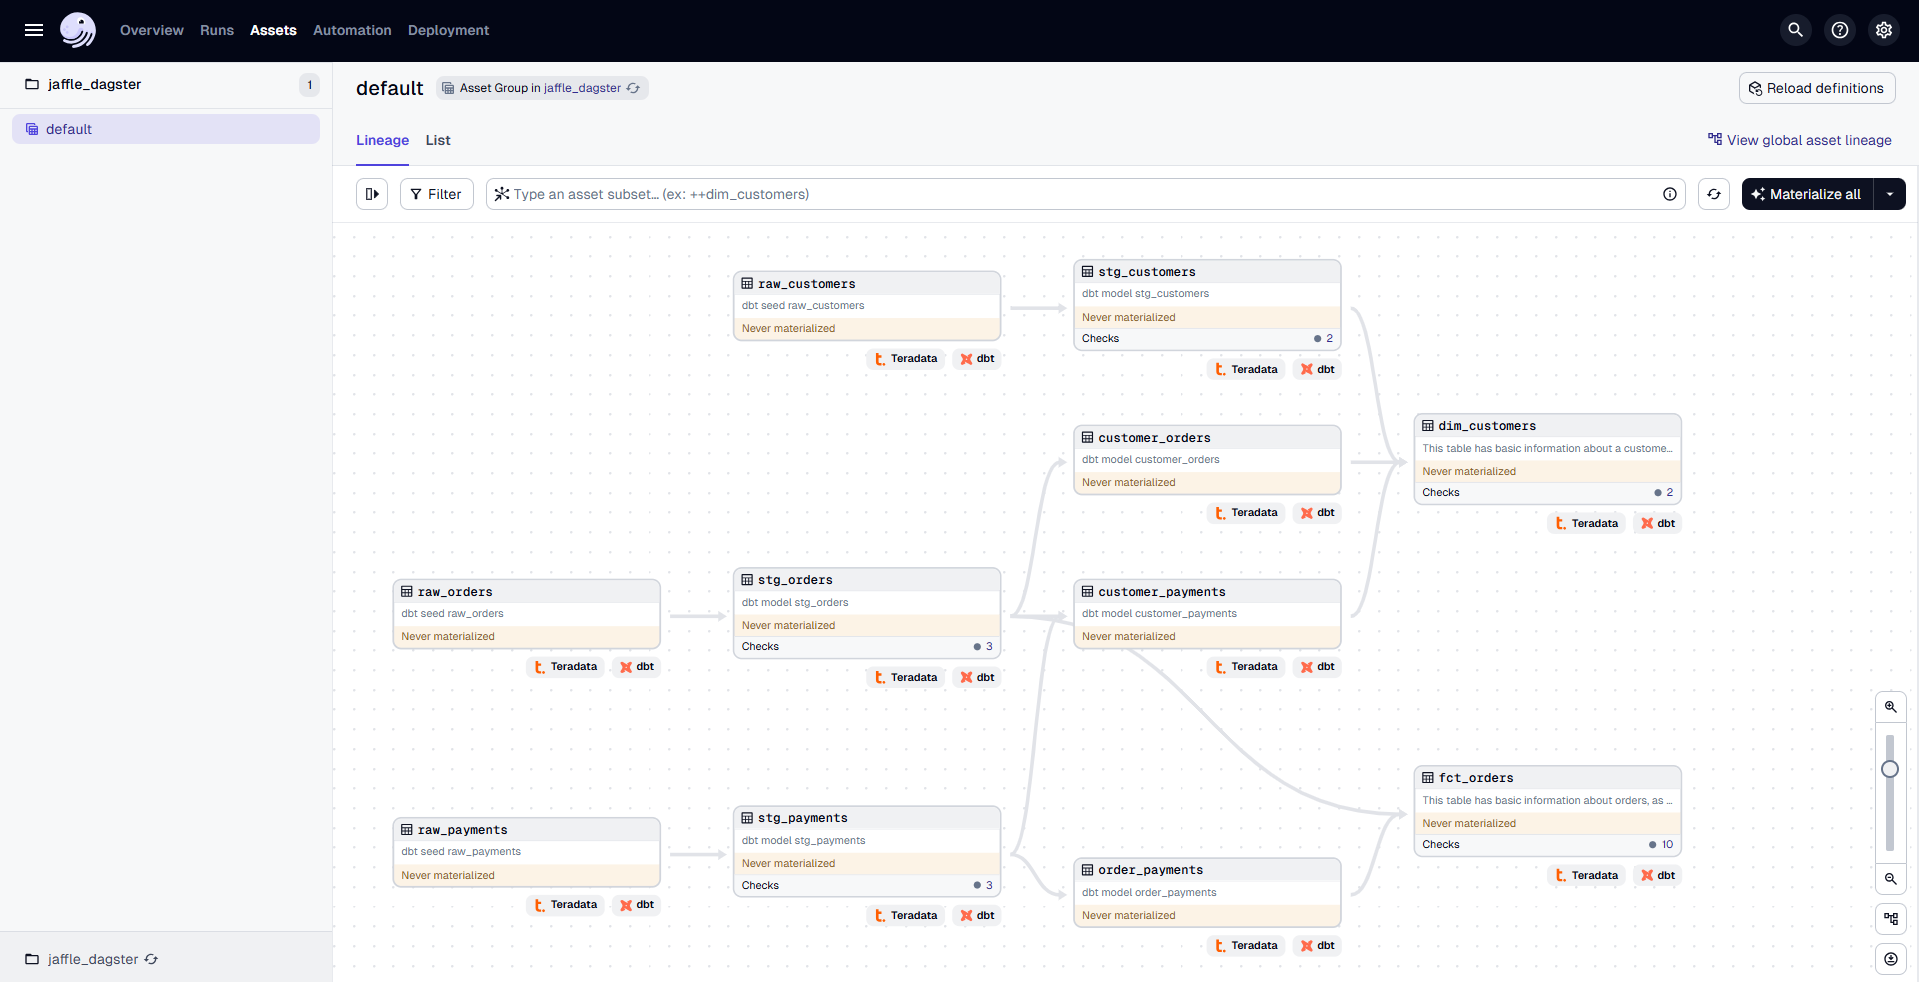 Overview Runs Assets Automation Deployment
jaffle_dagster 1
default
default Asset Group in jaffle_dagster
Reload definitions
Lineage List
View global asset lineage
Filter
Type an asset subset… (ex: ++dim_customers)
Materialize all
raw_customers
dbt seed raw_customers
Never materialized
Teradata dbt
stg_customers
dbt model stg_customers
Never materialized
Checks 2
Teradata dbt
customer_orders
dbt model customer_orders
Never materialized
Teradata dbt
dim_customers
This table has basic information about a custome…
Never materialized
Checks 2
Teradata dbt
raw_orders
dbt seed raw_orders
Never materialized
Teradata dbt
stg_orders
dbt model stg_orders
Never materialized
Checks 3
Teradata dbt
customer_payments
dbt model customer_payments
Never materialized
Teradata dbt
raw_payments
dbt seed raw_payments
Never materialized
Teradata dbt
stg_payments
dbt model stg_payments
Never materialized
Checks 3
Teradata dbt
order_payments
dbt model order_payments
Never materialized
Teradata dbt
fct_orders
This table has basic information about orders, as …
Never materialized
Checks 10
Teradata dbt
jaffle_dagster